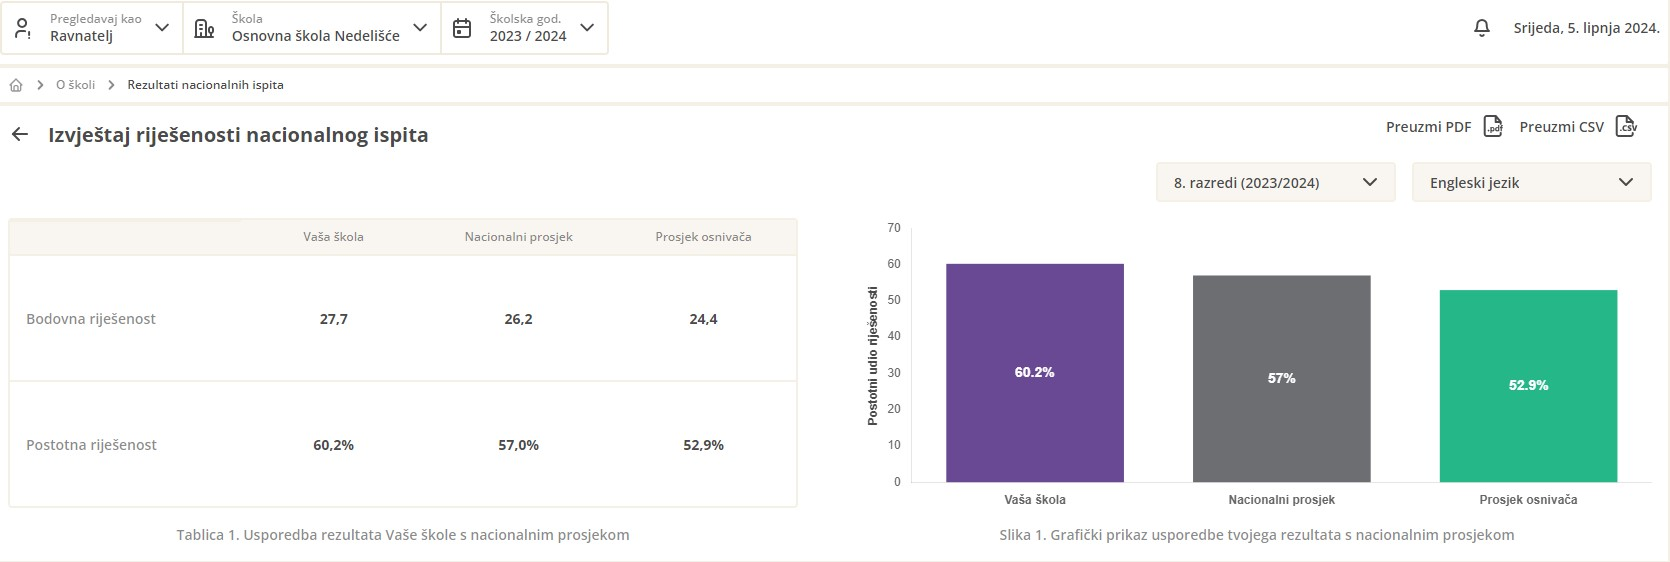 Pregledavaj kao
Ravnatelj
Škola
Osnovna škola Nedelišće
Školska god.
2023 / 2024
Srijeda, 5. lipnja 2024.
O školi
Rezultati nacionalnih ispita
Izvještaj riješenosti nacionalnog ispita
Preuzmi PDF
.pdf
Preuzmi CSV
.csv
8. razredi (2023/2024)
Engleski jezik
Vaša škola Nacionalni prosjek Prosjek osnivača
Bodovna riješenost 27,7 26,2 24,4
Postotna riješenost 60,2% 57,0% 52,9%
Tablica 1. Usporedba rezultata Vaše škole s nacionalnim prosjekom
Postotni udio riješenosti
70
60
50
40
30
20
10
0
60.2%
57%
52.9%
Vaša škola Nacionalni prosjek Prosjek osnivača
Slika 1. Grafički prikaz usporedbe tvojega rezultata s nacionalnim prosjekom